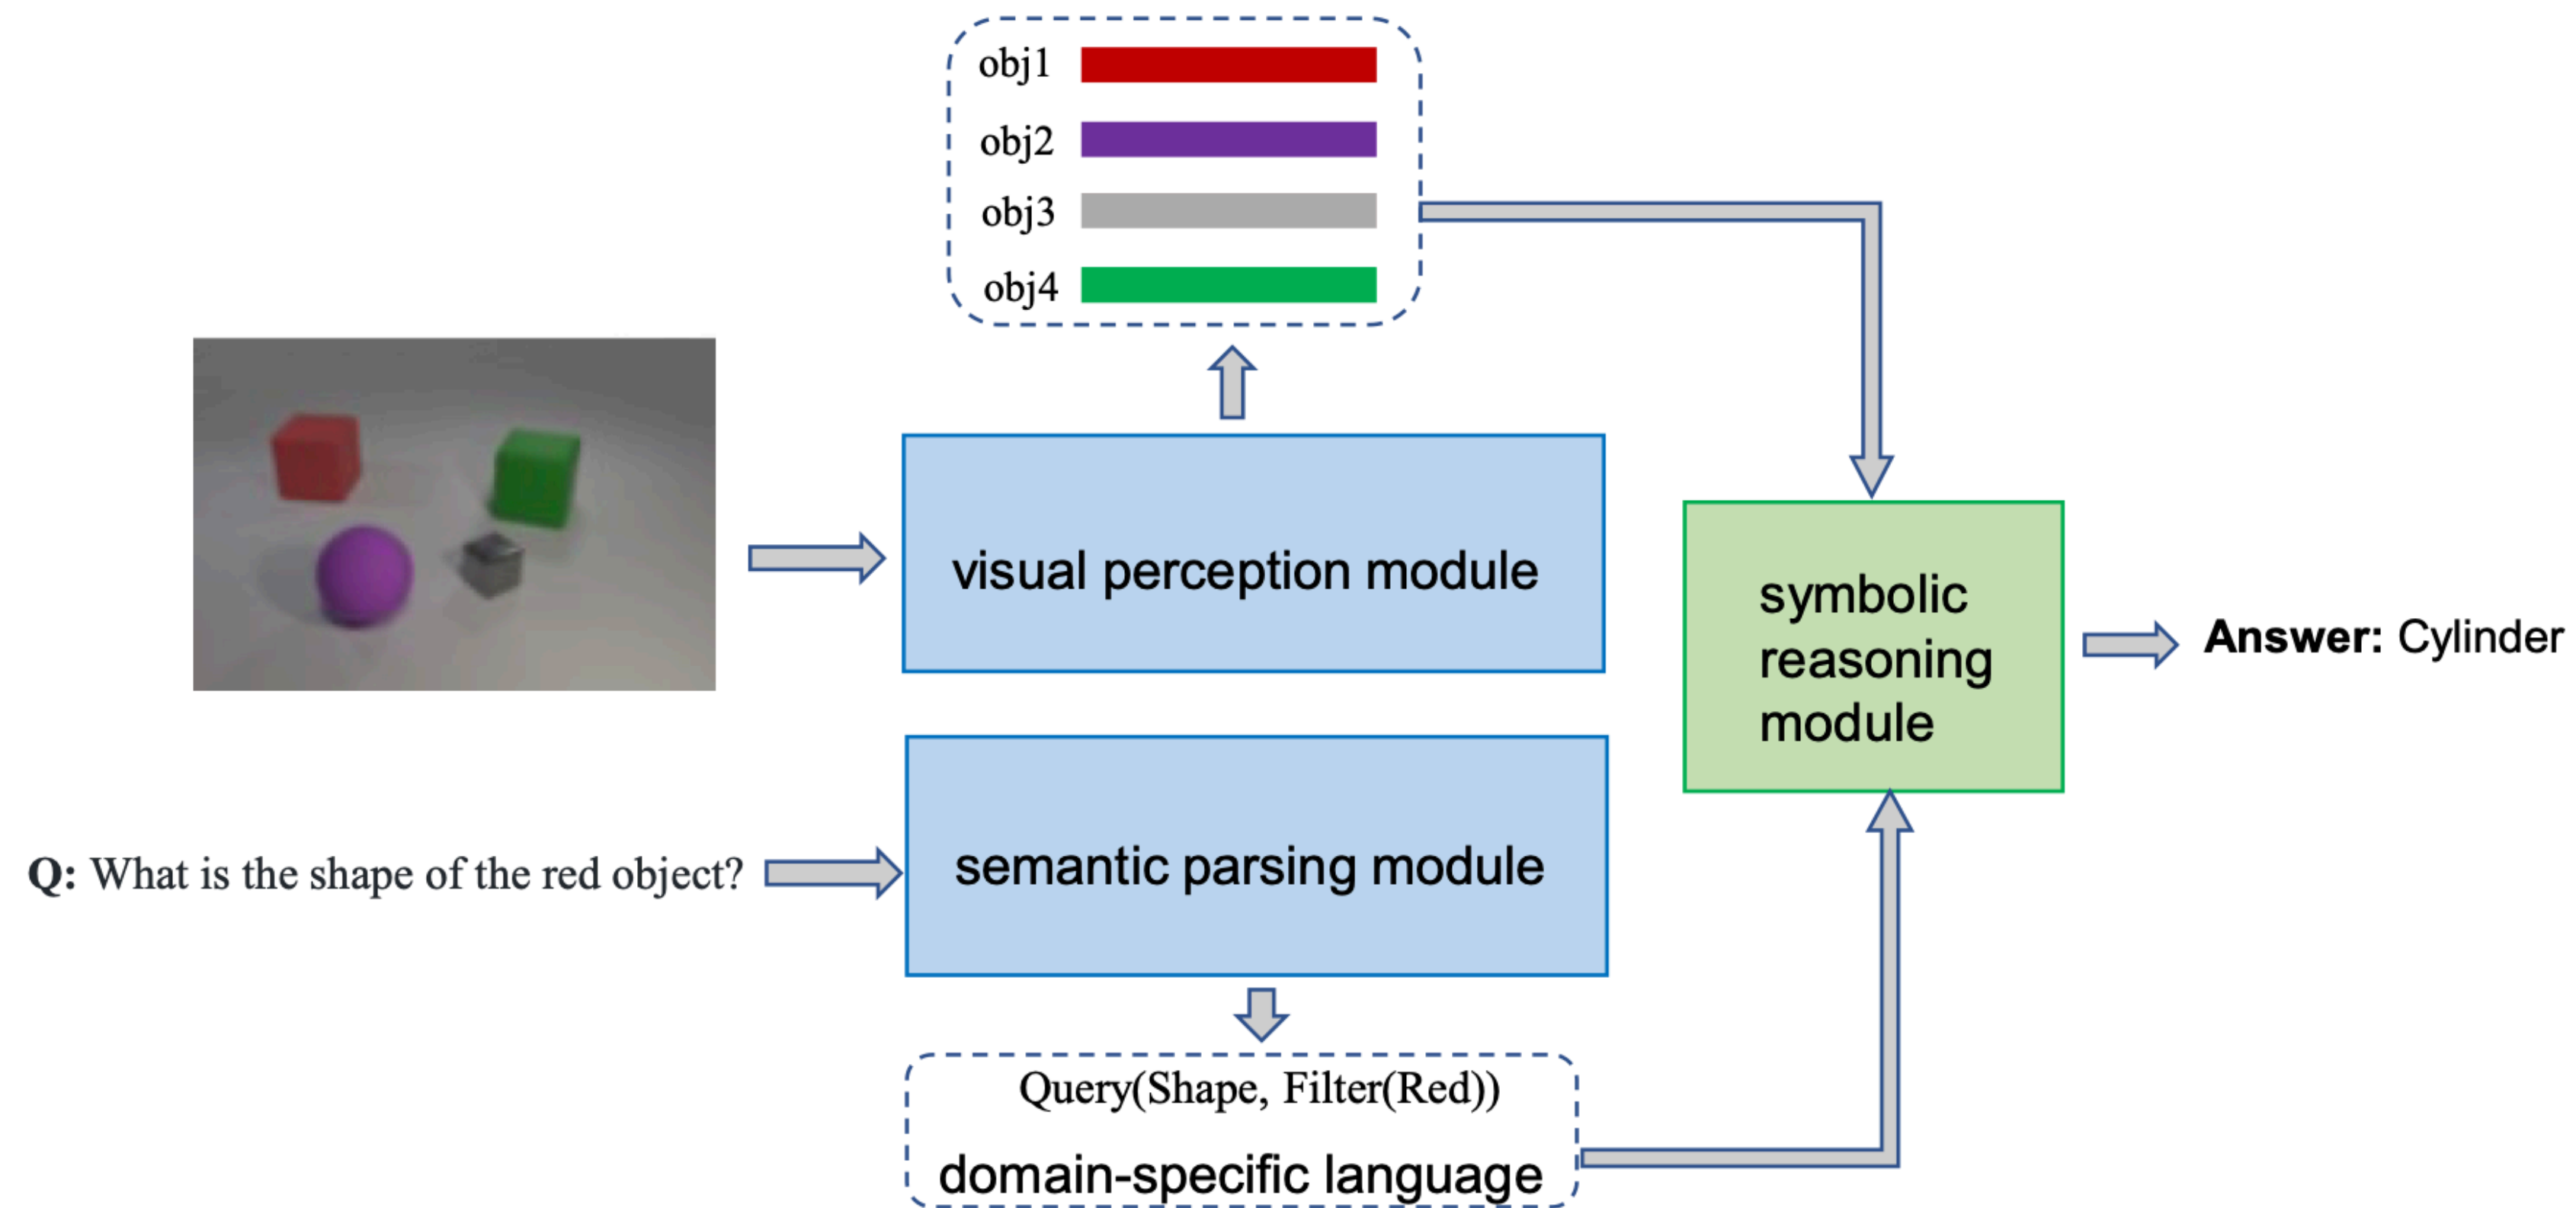 obj1
obj2
obj3
obj4
visual perception module
symbolic
reasoning
module
Answer: Cylinder
Q: What is the shape of the red object?
semantic parsing module
Query(Shape, Filter(Red))
domain-specific language